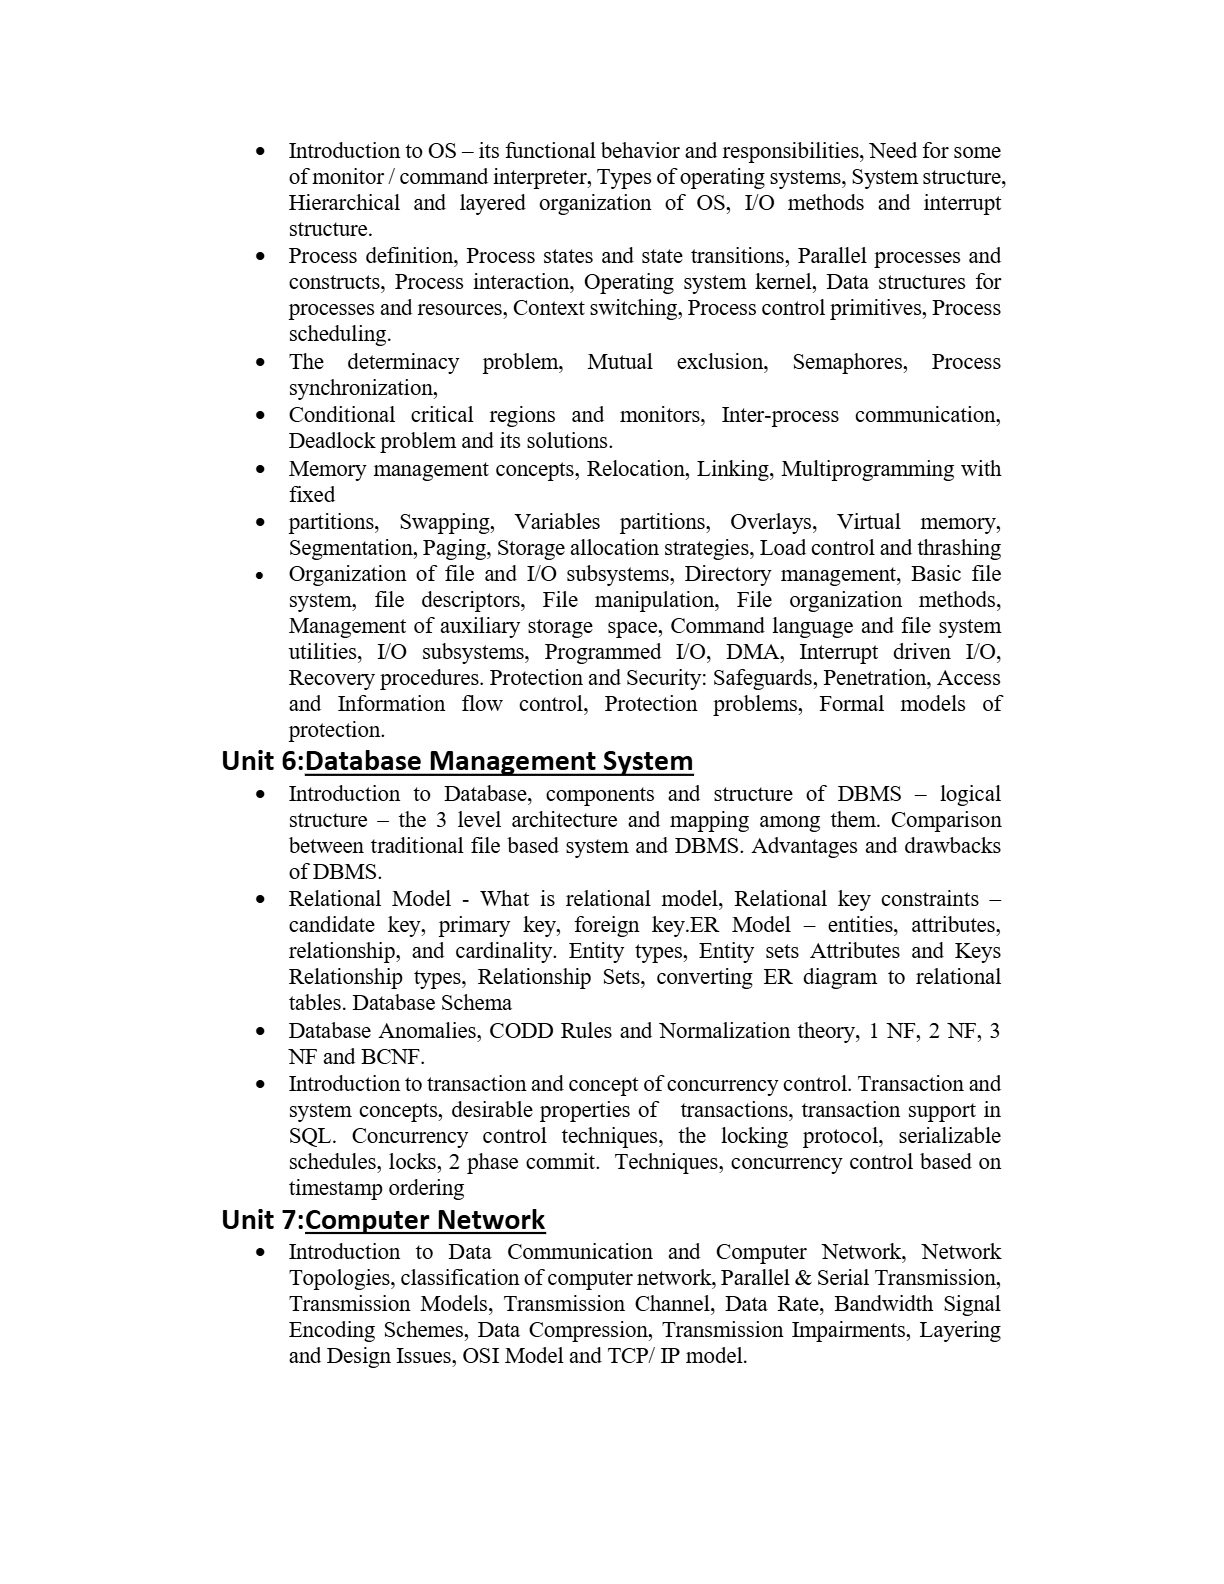 • Introduction to OS – its functional behavior and responsibilities, Need for some
of monitor / command interpreter, Types of operating systems, System structure,
Hierarchical and layered organization of OS, I/O methods and interrupt
structure.
• Process definition, Process states and state transitions, Parallel processes and
constructs, Process interaction, Operating system kernel, Data structures for
processes and resources, Context switching, Process control primitives, Process
scheduling.
• The determinacy problem, Mutual exclusion, Semaphores, Process
synchronization,
• Conditional critical regions and monitors, Inter-process communication,
Deadlock problem and its solutions.
• Memory management concepts, Relocation, Linking, Multiprogramming with
fixed
• partitions, Swapping, Variables partitions, Overlays, Virtual memory,
Segmentation, Paging, Storage allocation strategies, Load control and thrashing
• Organization of file and I/O subsystems, Directory management, Basic file
system, file descriptors, File manipulation, File organization methods,
Management of auxiliary storage space, Command language and file system
utilities, I/O subsystems, Programmed I/O, DMA, Interrupt driven I/O,
Recovery procedures. Protection and Security: Safeguards, Penetration, Access
and Information flow control, Protection problems, Formal models of
protection.
Unit 6:Database Management System
• Introduction to Database, components and structure of DBMS – logical
structure – the 3 level architecture and mapping among them. Comparison
between traditional file based system and DBMS. Advantages and drawbacks
of DBMS.
• Relational Model - What is relational model, Relational key constraints –
candidate key, primary key, foreign key.ER Model – entities, attributes,
relationship, and cardinality. Entity types, Entity sets Attributes and Keys
Relationship types, Relationship Sets, converting ER diagram to relational
tables. Database Schema
• Database Anomalies, CODD Rules and Normalization theory, 1 NF, 2 NF, 3
NF and BCNF.
• Introduction to transaction and concept of concurrency control. Transaction and
system concepts, desirable properties of transactions, transaction support in
SQL. Concurrency control techniques, the locking protocol, serializable
schedules, locks, 2 phase commit. Techniques, concurrency control based on
timestamp ordering
Unit 7:Computer Network
• Introduction to Data Communication and Computer Network, Network
Topologies, classification of computer network, Parallel & Serial Transmission,
Transmission Models, Transmission Channel, Data Rate, Bandwidth Signal
Encoding Schemes, Data Compression, Transmission Impairments, Layering
and Design Issues, OSI Model and TCP/ IP model.